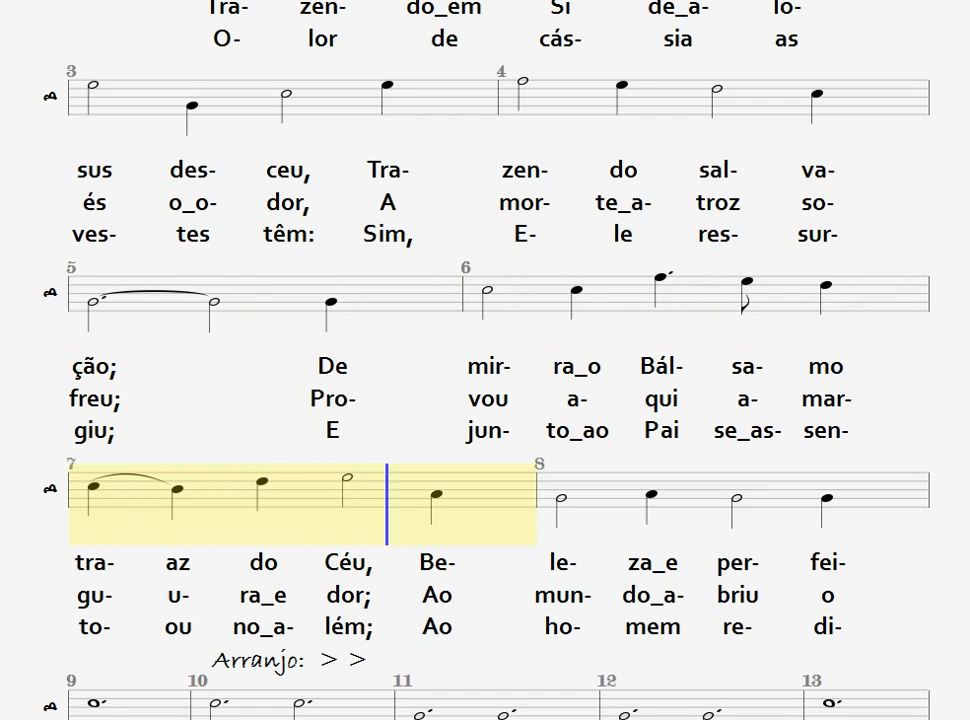 Tra- zen- do_em Si de_a- lo-
O- lor de cás- sia as
3 4
sus des- ceu, Tra- zen- do sal- va-
és o_o- dor, A mor- te_a- troz so-
ves- tes têm: Sim, E- le res- sur-
5 6
ção; De mir- ra_o Bál- sa- mo
freu; Pro- vou a- qui a- mar-
giu; E jun- to_ao Pai se_as- sen-
7 8
tra- az do Céu, Be- le- za_e per- fei-
gu- u- ra_e dor; Ao mun- do_a- briu o
to- ou no_a- lém; Ao ho- mem re- di-
Arranjo: > >
9 10 11 12 13